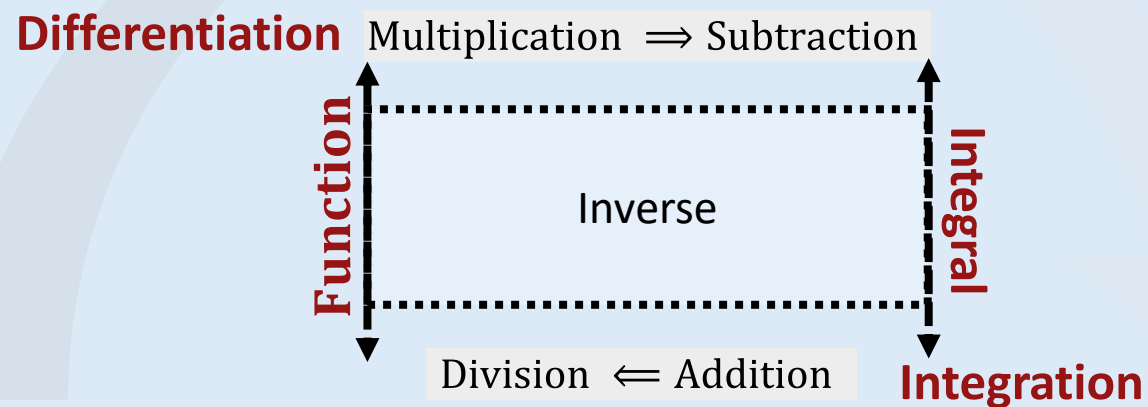 Differentiation Multiplication ⟹ Subtraction
Function
Inverse
Integral
Division ⟸ Addition
Integration